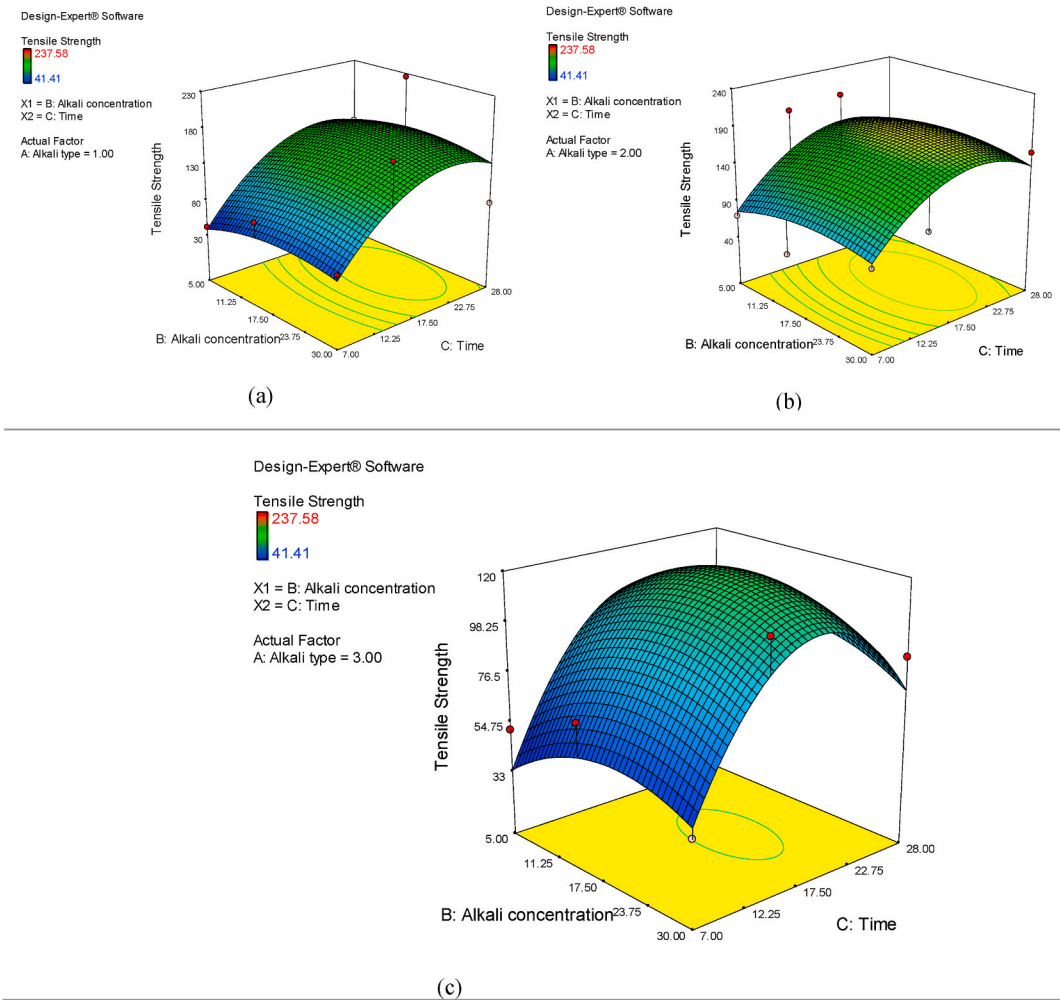 Design-Expert® Software
Tensile Strength
237.58
41.41
X1 = B: Alkali concentration
X2 = C: Time
Actual Factor
A: Alkali type = 1.00
230
180
130
80
30
Tensile Strength
5.00
11.25
17.50
23.75
30.00
B: Alkali concentration
7.00
12.25
17.50
22.75
28.00
C: Time
(a)
Design-Expert® Software
Tensile Strength
237.58
41.41
X1 = B: Alkali concentration
X2 = C: Time
Actual Factor
A: Alkali type = 2.00
240
190
140
90
40
Tensile Strength
5.00
11.25
17.50
23.75
30.00
B: Alkali concentration
7.00
12.25
17.50
22.75
28.00
C: Time
(b)
Design-Expert® Software
Tensile Strength
237.58
41.41
X1 = B: Alkali concentration
X2 = C: Time
Actual Factor
A: Alkali type = 3.00
120
98.25
76.5
54.75
33
Tensile Strength
5.00
11.25
17.50
23.75
30.00
B: Alkali concentration
7.00
12.25
17.50
22.75
28.00
C: Time
(c)